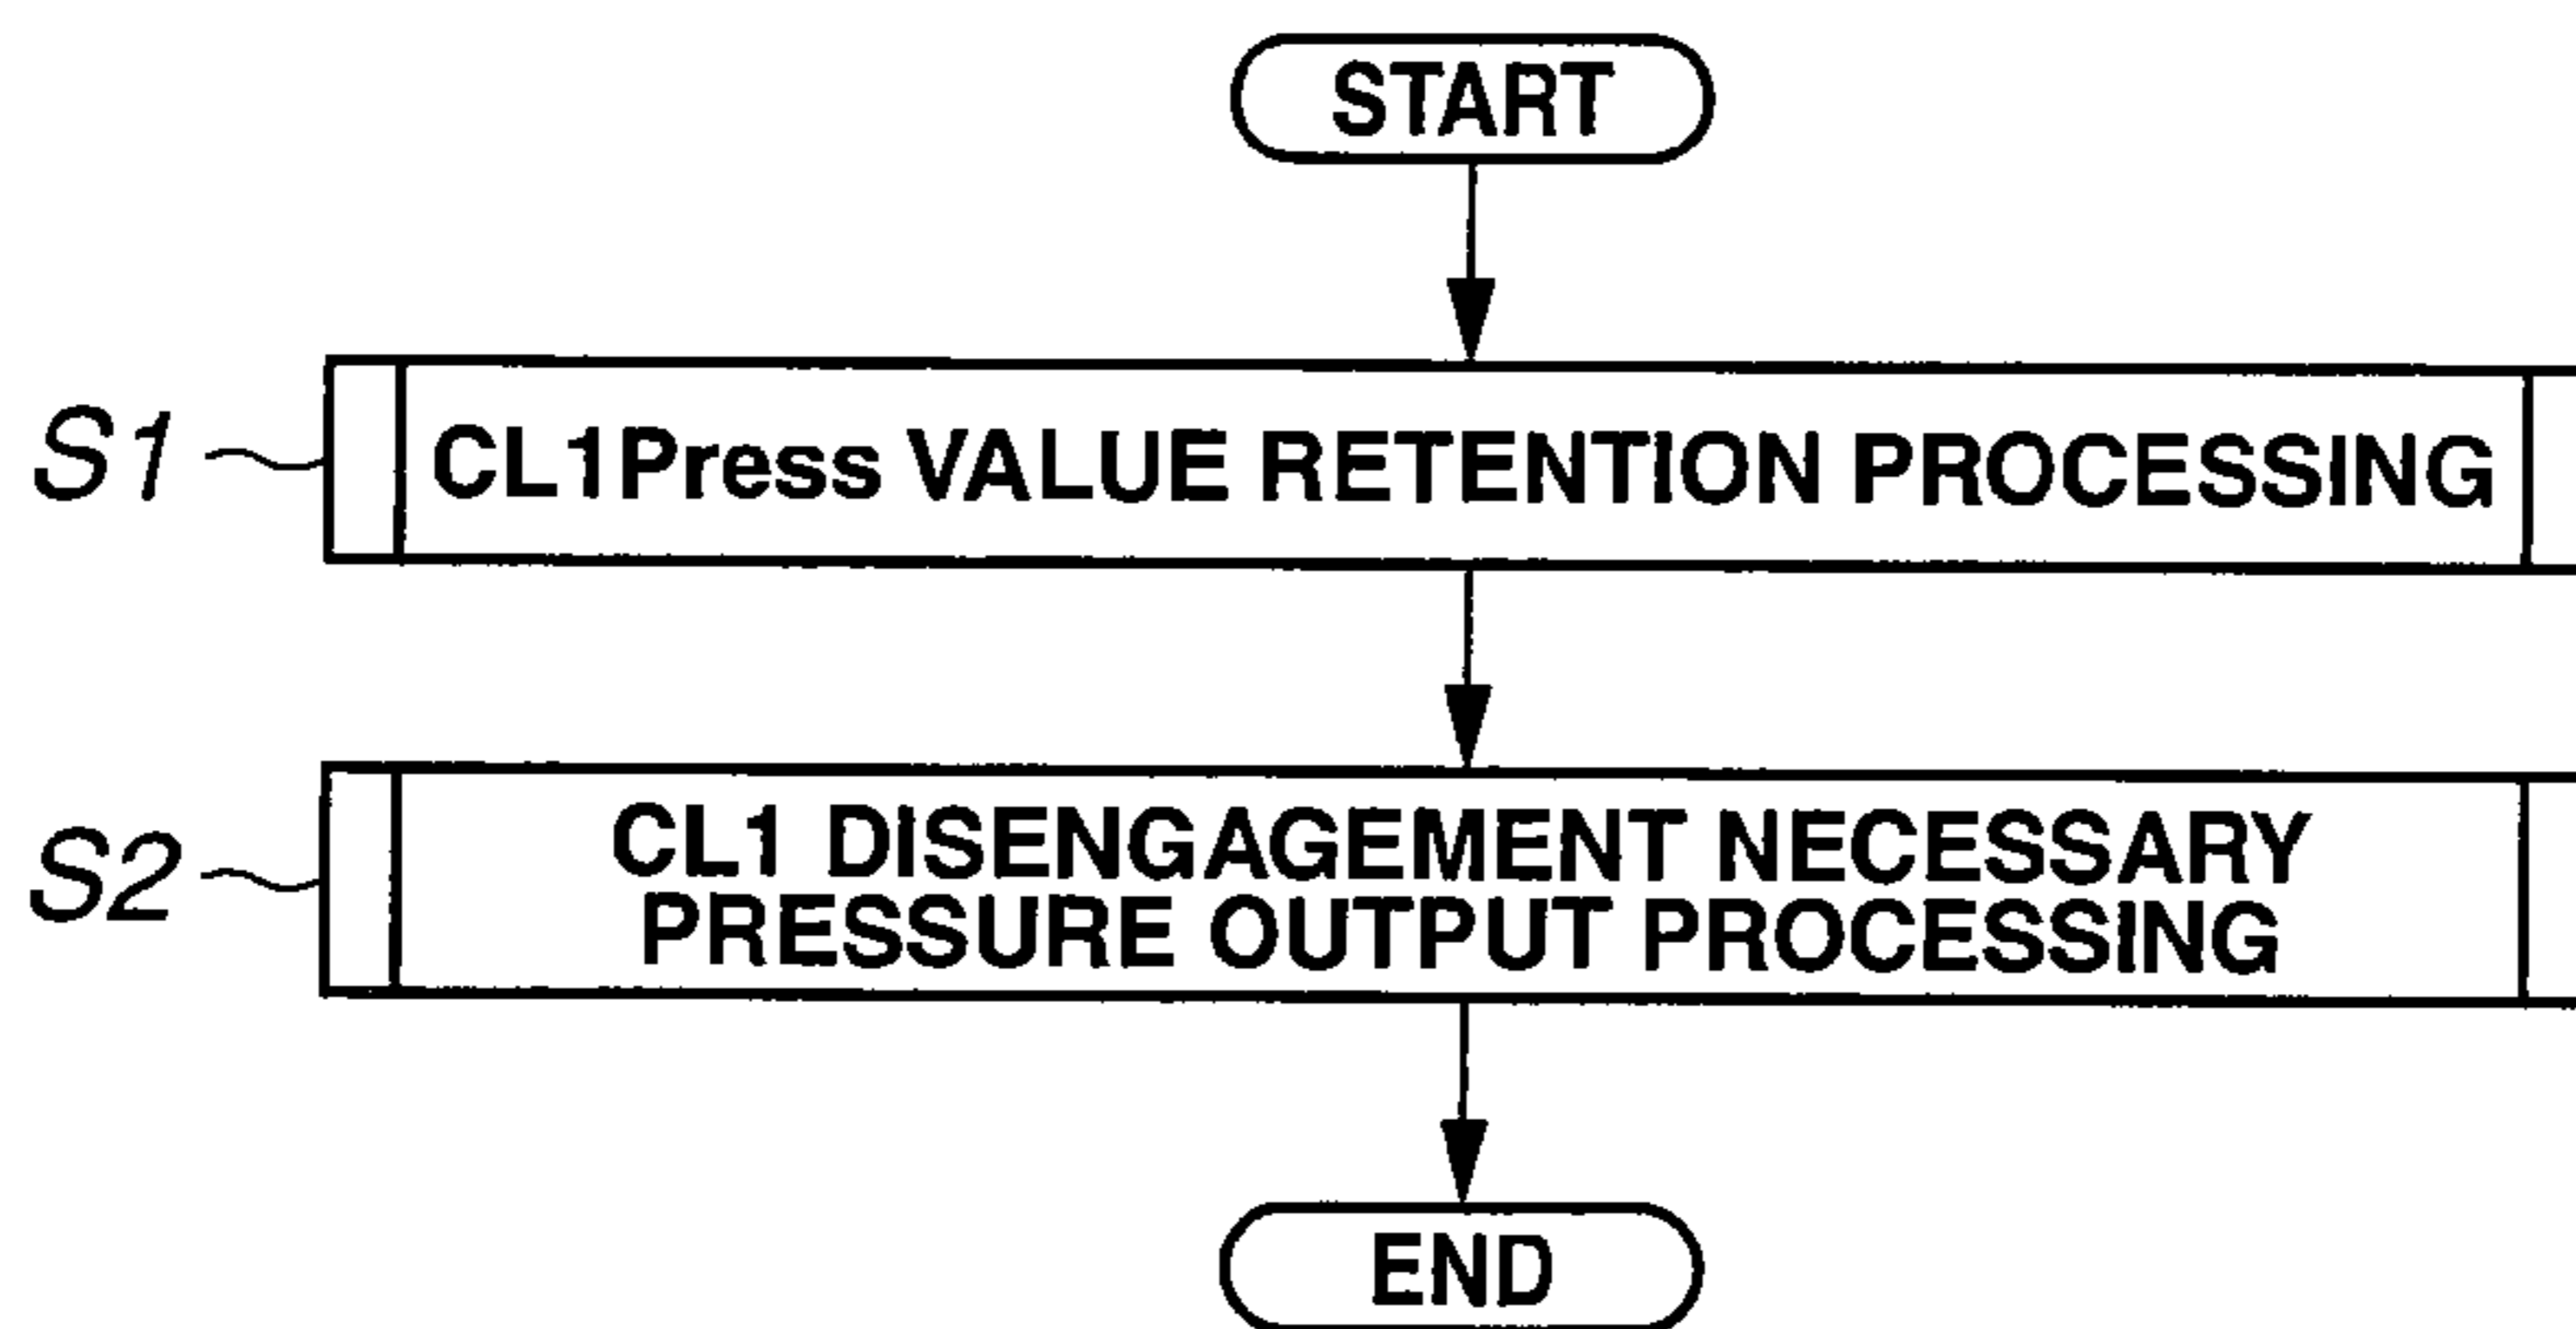 START
S1
CL1Press VALUE RETENTION PROCESSING
S2
CL1 DISENGAGEMENT NECESSARY
PRESSURE OUTPUT PROCESSING
END